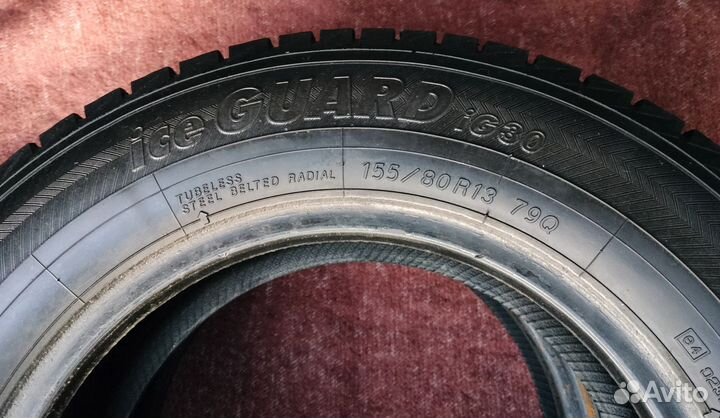 ice GUARD iG30
TUBELESS
STEEL BELTED RADIAL
155/80R13 79Q
e4
Avito